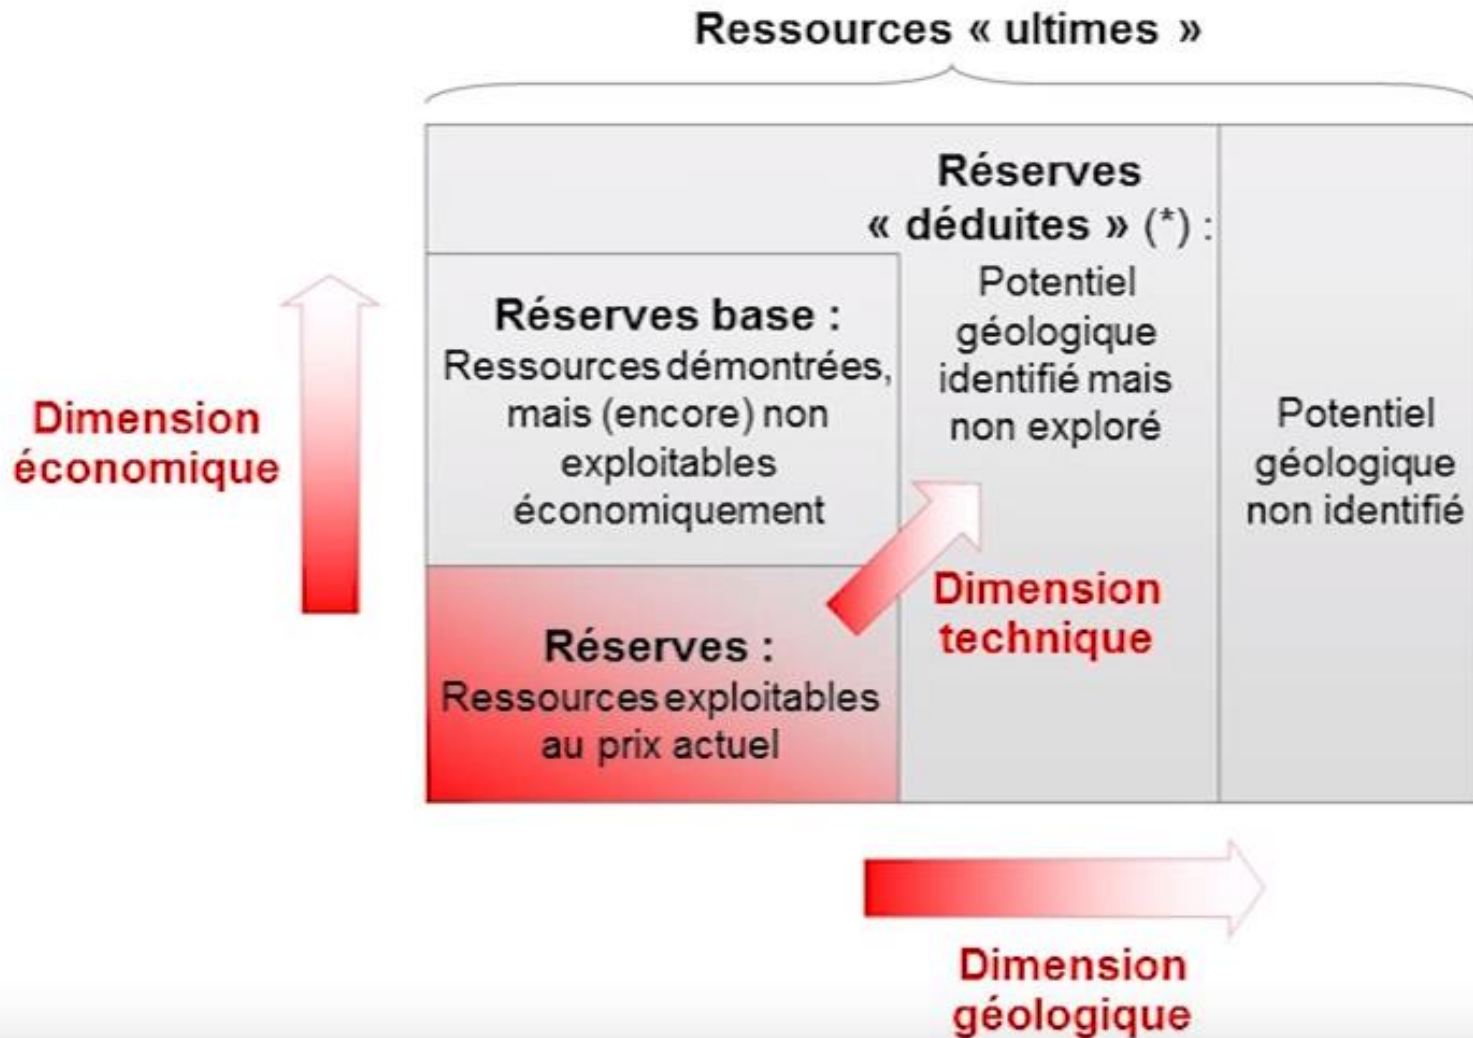 Ressources « ultimes »
Réserves
« déduites » (*) :
Potentiel
géologique
identifié mais
non exploré
Réserves base :
Ressources démontrées,
mais (encore) non
exploitables
économiquement
Dimension
économique
Potentiel
géologique
non identifié
Dimension
technique
Réserves :
Ressources exploitables
au prix actuel
Dimension
géologique